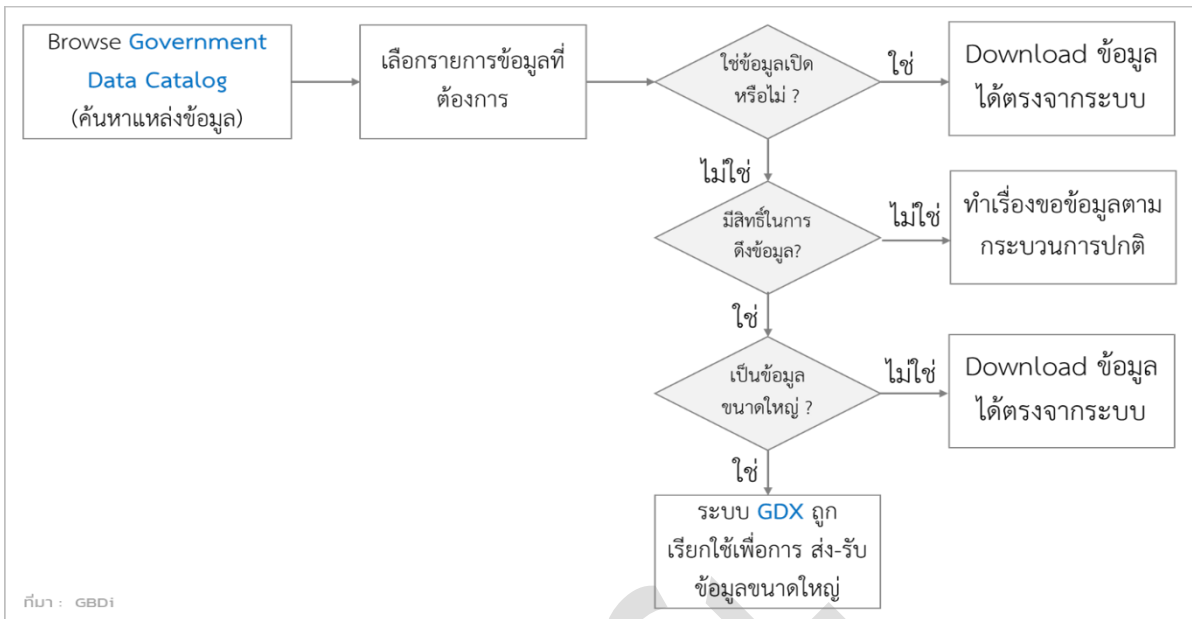 Browse Government
Data Catalog
(ค้นหาแหล่งข้อมูล)
เลือกรายการข้อมูลที่
ต้องการ
ใช่ข้อมูลเปิด
หรือไม่ ?
ใช่
Download ข้อมูล
ได้ตรงจากระบบ
ไม่ใช่
มีสิทธิ์ในการ
ดึงข้อมูล?
ไม่ใช่
ทำเรื่องขอข้อมูลตาม
กระบวนการปกติ
ใช่
เป็นข้อมูล
ขนาดใหญ่ ?
ไม่ใช่
Download ข้อมูล
ได้ตรงจากระบบ
ใช่
ระบบ GDX ถูก
เรียกใช้เพื่อการ ส่ง-รับ
ข้อมูลขนาดใหญ่
ที่มา : GBDi